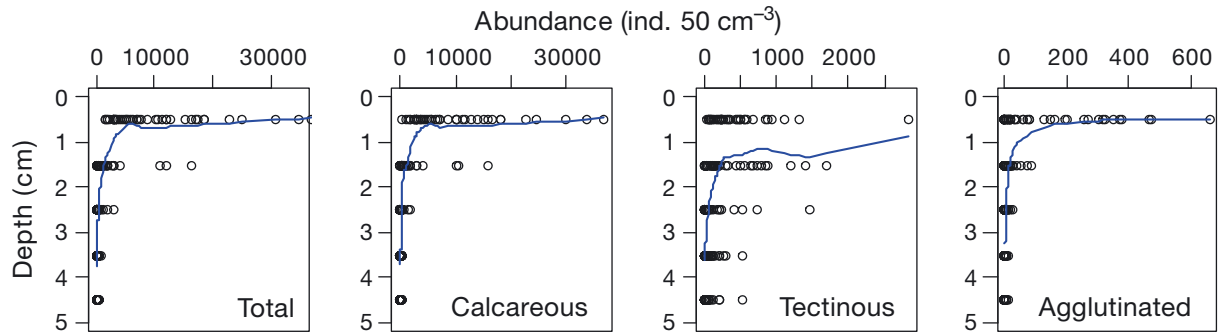 Abundance (ind. 50 cm⁻³)
0 10000 30000
0 10000 30000
0 1000 2000
0 200 400 600
Depth (cm)
0 0 0 0
1 1 1 1
2 2 2 2
3 3 3 3
4 4 4 4
5 5 5 5
Total
Calcareous
Tectinous
Agglutinated